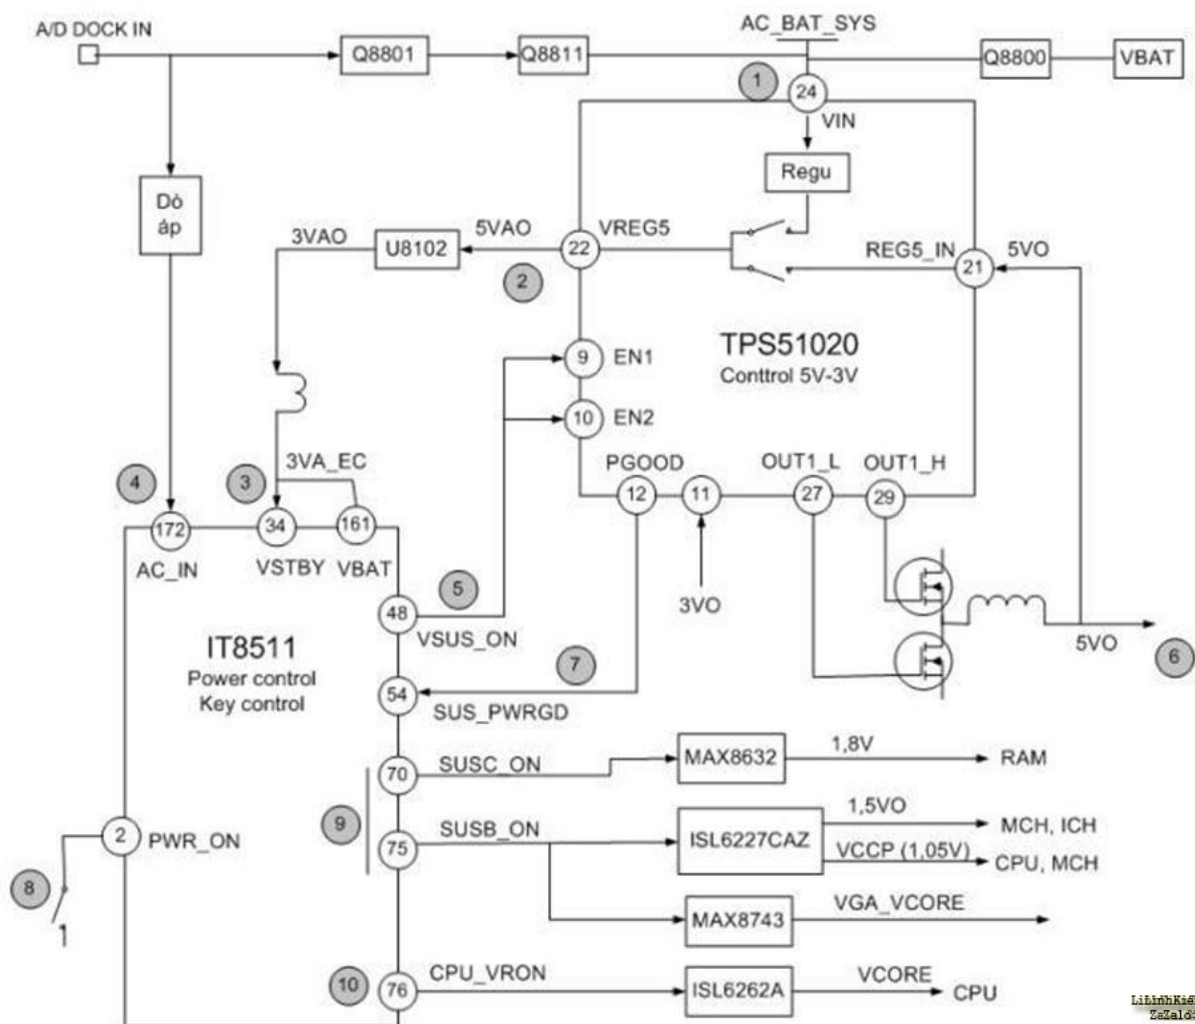 A/D DOCK IN
AC_BAT_SYS
Q8801
Q8811
Q8800
VBAT
1
24
VIN
Regu
Dò
áp
3VAO
U8102
5VAO
22
VREG5
REG5_IN
21
5VO
2
TPS51020
Conttrol 5V-3V
9
EN1
10
EN2
PGOOD
OUT1_L
OUT1_H
12
11
27
29
3VA_EC
4
3
172
34
161
AC_IN
VSTBY
VBAT
5
48
VSUS_ON
3VO
IT8511
Power control
Key control
7
54
SUS_PWRGD
5VO
6
70
SUSC_ON
MAX8632
1,8V
RAM
9
75
SUSB_ON
ISL6227CAZ
1,5VO
MCH, ICH
VCCP (1,05V)
CPU, MCH
2
PWR_ON
8
MAX8743
VGA_VCORE
10
76
CPU_VRON
ISL6262A
VCORE
CPU